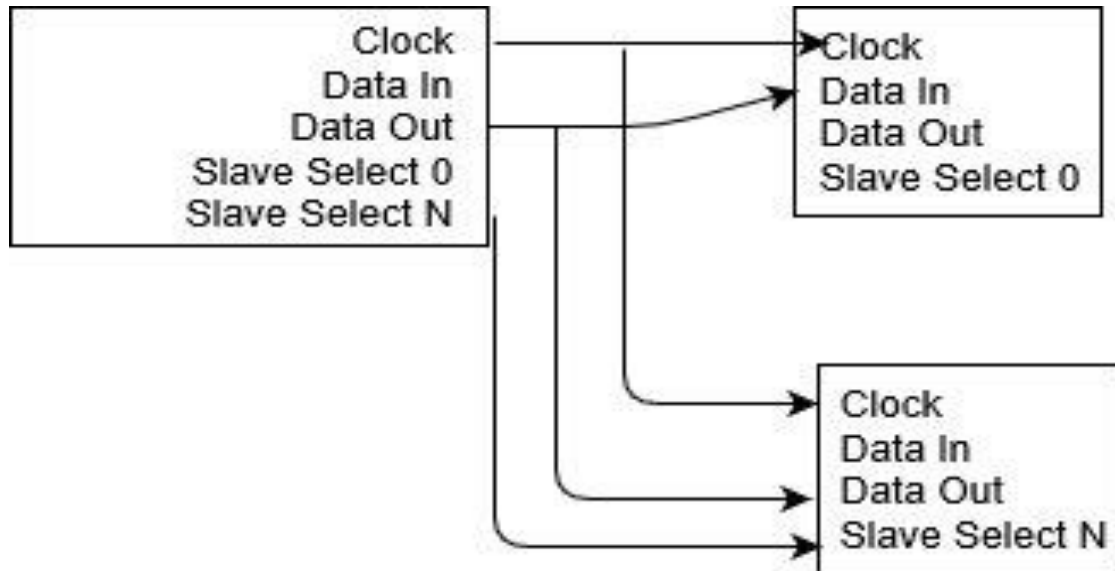 Clock
Data In
Data Out
Slave Select 0
Slave Select N
Clock
Data In
Data Out
Slave Select 0
Clock
Data In
Data Out
Slave Select N